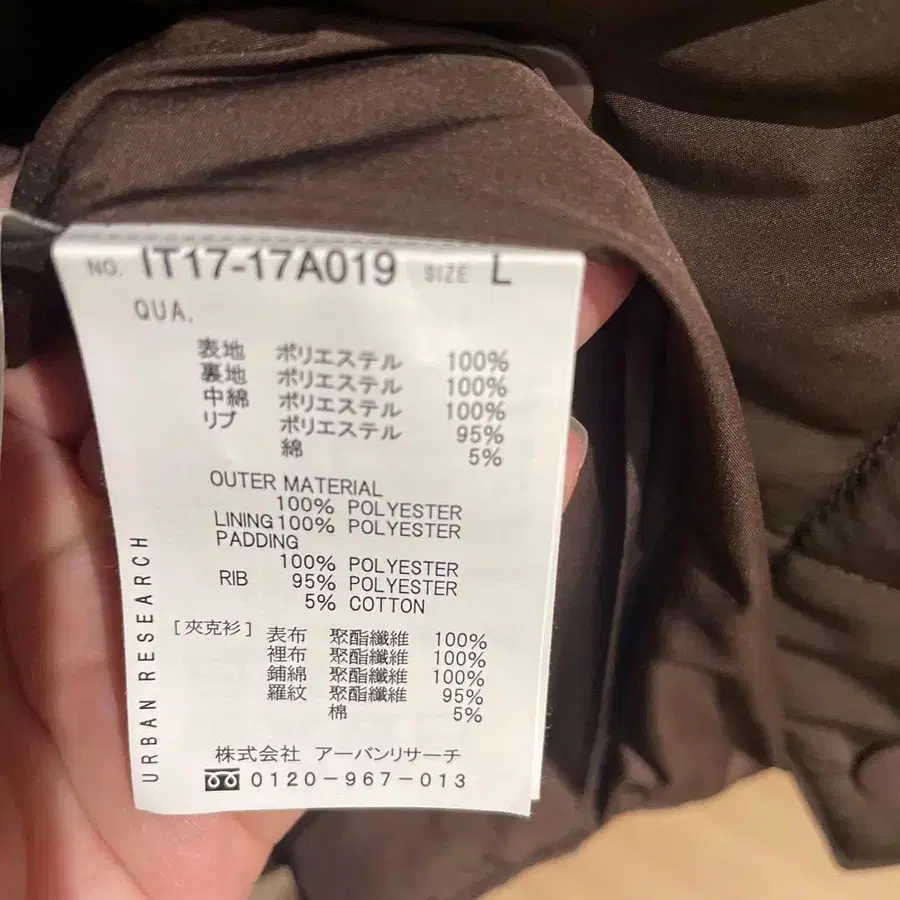 NO. IT17-17A019 SIZE L
QUA.
表地 ポリエステル 100%
裏地 ポリエステル 100%
中綿 ポリエステル 100%
リブ ポリエステル 95%
綿 5%
OUTER MATERIAL
100% POLYESTER
LINING 100% POLYESTER
PADDING
100% POLYESTER
RIB 95% POLYESTER
5% COTTON
[夾克衫] 表布 聚酯纖維 100%
裡布 聚酯纖維 100%
鋪綿 聚酯纖維 100%
羅紋 聚酯纖維 95%
棉 5%
株式会社 アーバンリサーチ
0120-967-013
URBAN RESEARCH